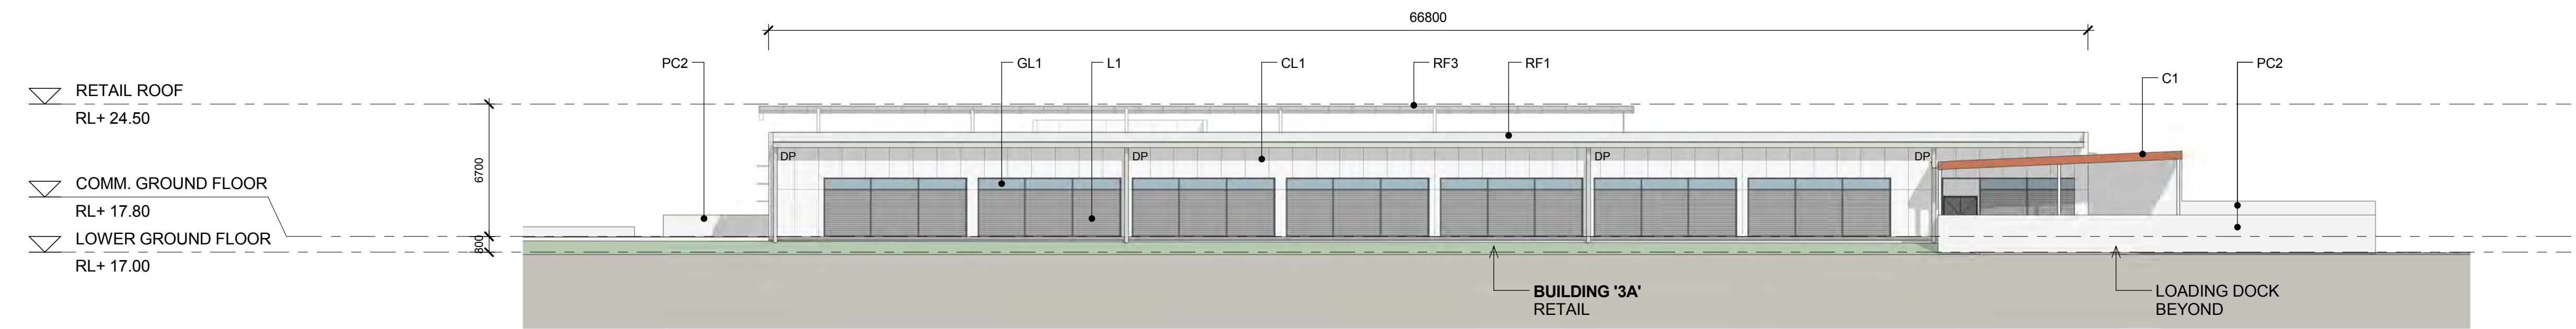 66800
PC2
GL1
L1
CL1
RF3
RF1
C1
PC2
RETAIL ROOF
RL+ 24.50
6700
DP
DP
DP
DP
COMM. GROUND FLOOR
RL+ 17.80
LOWER GROUND FLOOR
800
RL+ 17.00
BUILDING '3A'
RETAIL
LOADING DOCK
BEYOND